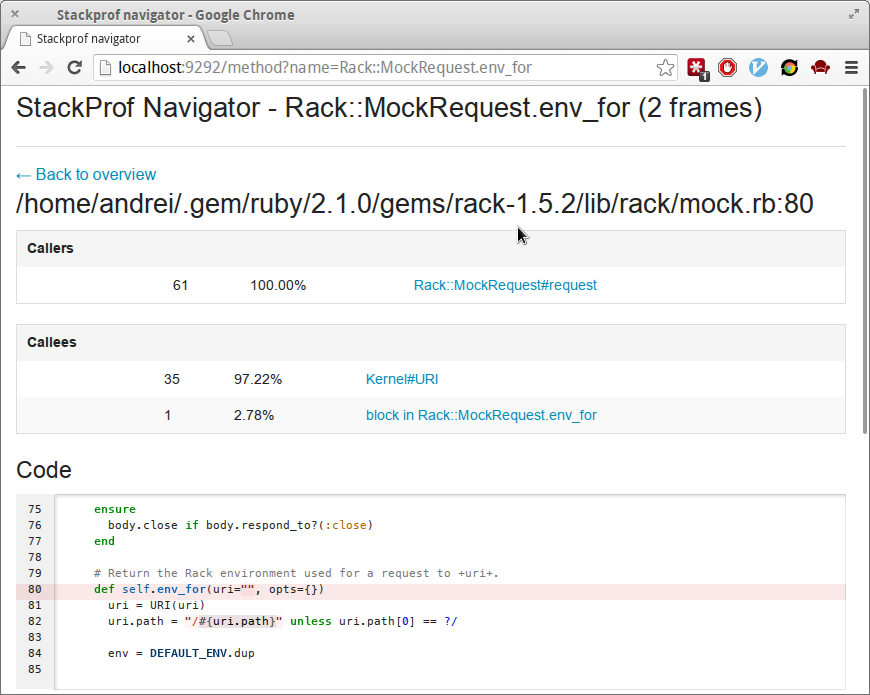 Stackprof navigator - Google Chrome
Stackprof navigator
localhost:9292/method?name=Rack::MockRequest.env_for
1
StackProf Navigator - Rack::MockRequest.env_for (2 frames)
← Back to overview
/home/andrei/.gem/ruby/2.1.0/gems/rack-1.5.2/lib/rack/mock.rb:80
Callers
61 100.00% Rack::MockRequest#request
Callees
35 97.22% Kernel#URI
1 2.78% block in Rack::MockRequest.env_for
Code
75 ensure
76 body.close if body.respond_to?(:close)
77 end
78
79 # Return the Rack environment used for a request to +uri+.
80 def self.env_for(uri="", opts={})
81 uri = URI(uri)
82 uri.path = "/#{uri.path}" unless uri.path[0] == ?/
83
84 env = DEFAULT_ENV.dup
85